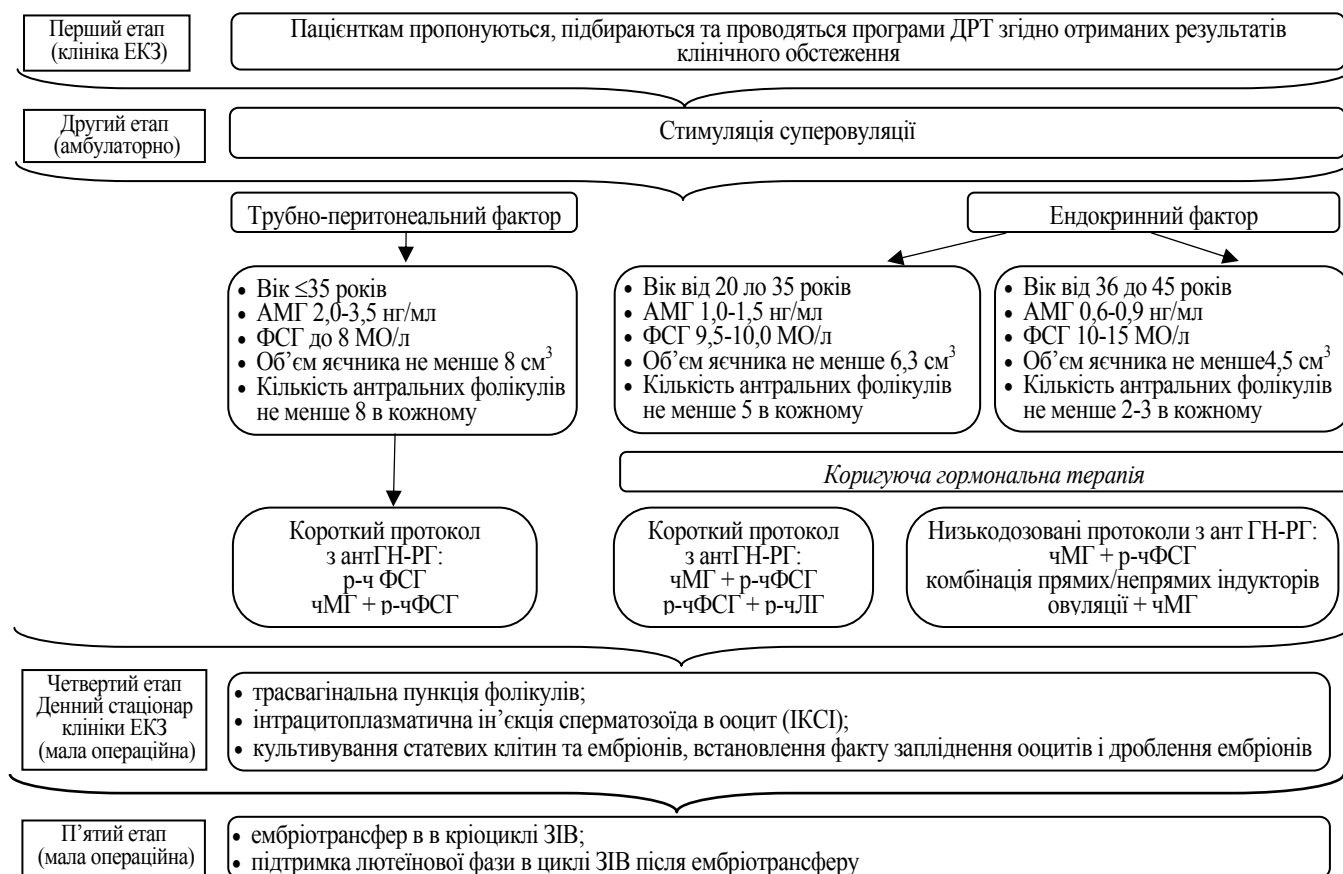 Перший етап
(клініка ЕКЗ)
Пацієнткам пропонуються, підбираються та проводяться програми ДРТ згідно отриманих результатів
клінічного обстеження
Другий етап
(амбулаторно)
Стимуляція суперовуляції
Трубно-перитонеальний фактор
Ендокринний фактор
• Вік ≤35 років
• АМГ 2,0-3,5 нг/мл
• ФСГ до 8 МО/л
• Об’єм яєчника не менше 8 см³
• Кількість антральних фолікулів
не менше 8 в кожному
• Вік від 20 ло 35 років
• АМГ 1,0-1,5 нг/мл
• ФСГ 9,5-10,0 МО/л
• Об’єм яєчника не менше 6,3 см³
• Кількість антральних фолікулів
не менше 5 в кожному
• Вік від 36 до 45 років
• АМГ 0,6-0,9 нг/мл
• ФСГ 10-15 МО/л
• Об’єм яєчника не менше4,5 см³
• Кількість антральних фолікулів
не менше 2-3 в кожному
Коригуюча гормональна терапія
Короткий протокол
з антГН-РГ:
р-ч ФСГ
чМГ + р-чФСГ
Короткий протокол
з антГН-РГ:
чМГ + р-чФСГ
р-чФСГ + р-чЛГ
Низькодозовані протоколи з ант ГН-РГ:
чМГ + р-чФСГ
комбінація прямих/непрямих індукторів
овуляції + чМГ
Четвертий етап
Денний стаціонар
клініки ЕКЗ
(мала операційна)
• трасвагінальна пункція фолікулів;
• інтрацитоплазматична ін’єкція сперматозоїда в ооцит (ІКСІ);
• культивування статевих клітин та ембріонів, встановлення факту запліднення ооцитів і дроблення ембріонів
П’ятий етап
(мала операційна)
• ембріотрансфер в в кріоциклі ЗІВ;
• підтримка лютеїнової фази в циклі ЗІВ після ембріотрансферу